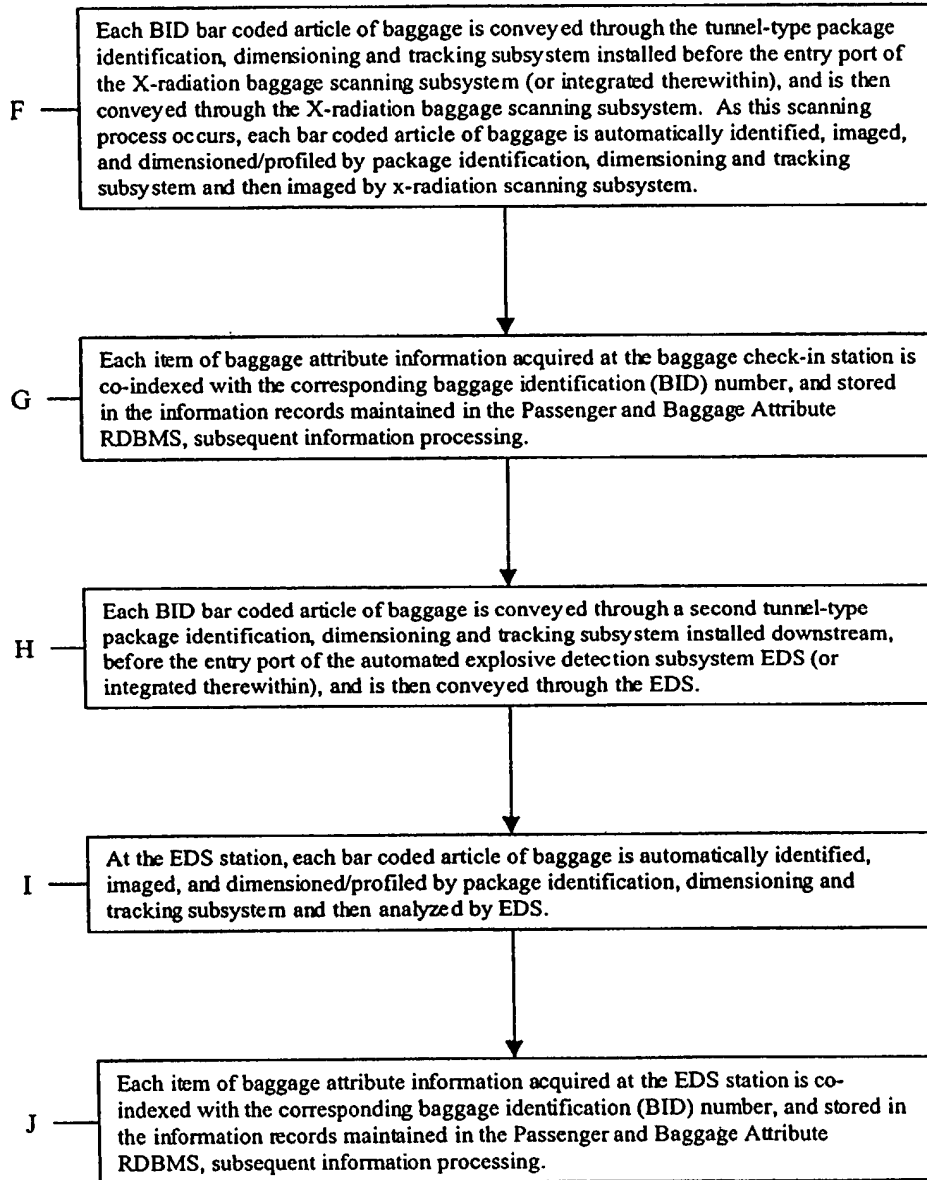 Each BID bar coded article of baggage is conveyed through the tunnel-type package
identification, dimensioning and tracking subsystem installed before the entry port of
the X-radiation baggage scanning subsystem (or integrated therewithin), and is then
conveyed through the X-radiation baggage scanning subsystem. As this scanning
process occurs, each bar coded article of baggage is automatically identified, imaged,
and dimensioned/profiled by package identification, dimensioning and tracking
subsystem and then imaged by x-radiation scanning subsystem.
F
Each item of baggage attribute information acquired at the baggage check-in station is
co-indexed with the corresponding baggage identification (BID) number, and stored
in the information records maintained in the Passenger and Baggage Attribute
RDBMS, subsequent information processing.
G
Each BID bar coded article of baggage is conveyed through a second tunnel-type
package identification, dimensioning and tracking subsystem installed downstream,
before the entry port of the automated explosive detection subsystem EDS (or
integrated therewithin), and is then conveyed through the EDS.
H
At the EDS station, each bar coded article of baggage is automatically identified,
imaged, and dimensioned/profiled by package identification, dimensioning and
tracking subsystem and then analyzed by EDS.
I
Each item of baggage attribute information acquired at the EDS station is co-
indexed with the corresponding baggage identification (BID) number, and stored in
the information records maintained in the Passenger and Baggage Attribute
RDBMS, subsequent information processing.
J